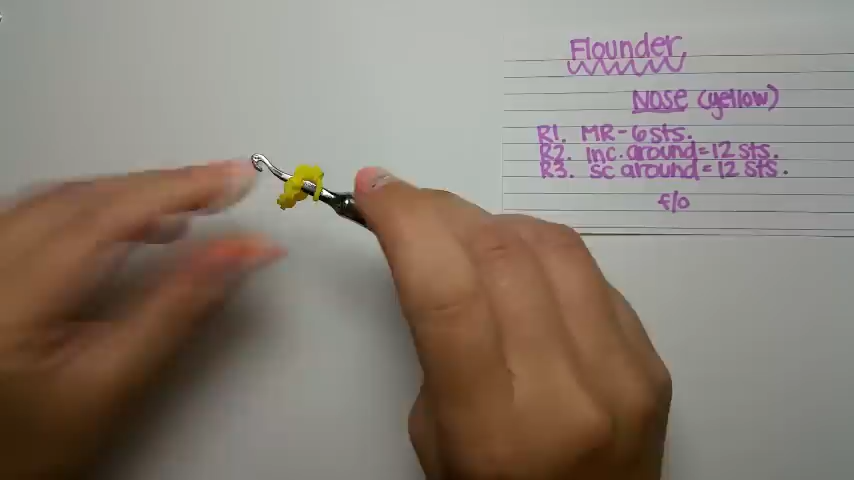 Flounder
Nose (yellow)
R1. MR-6sts.
R2. inc. around=12 sts.
R3. sc around=12 sts.
f/o